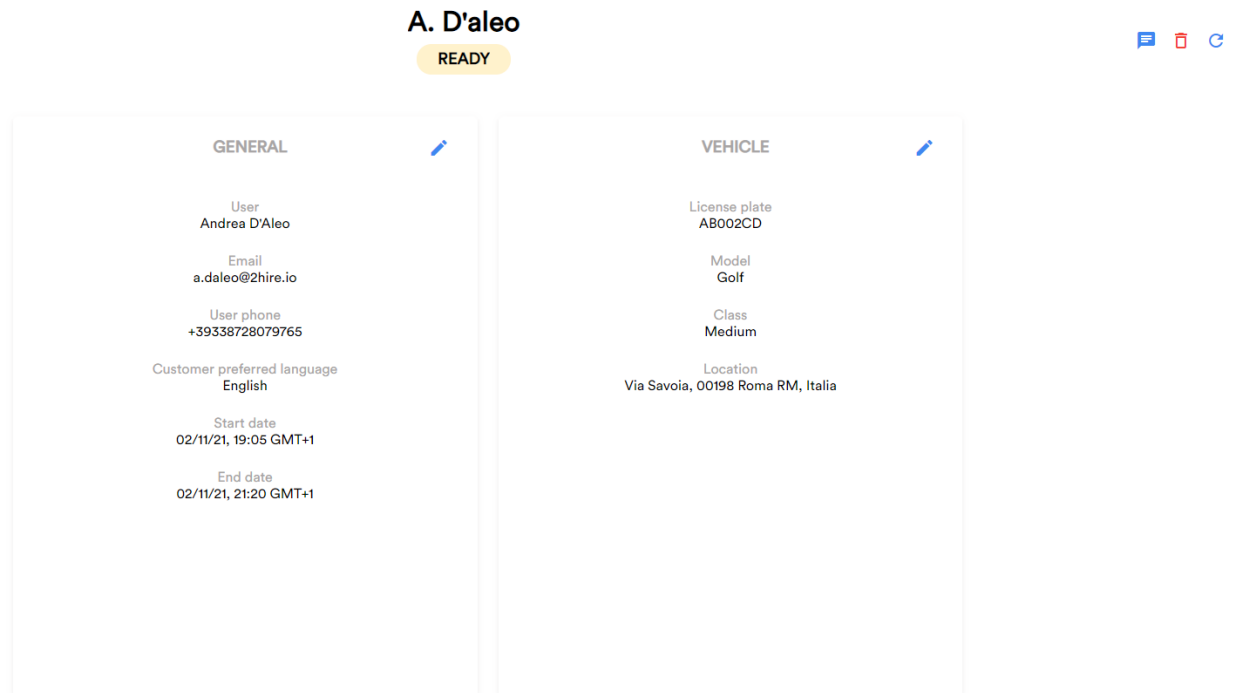 A. D'aleo
READY
GENERAL
User
Andrea D'Aleo
Email
a.daleo@2hire.io
User phone
+39338728079765
Customer preferred language
English
Start date
02/11/21, 19:05 GMT+1
End date
02/11/21, 21:20 GMT+1
VEHICLE
License plate
AB002CD
Model
Golf
Class
Medium
Location
Via Savoia, 00198 Roma RM, Italia